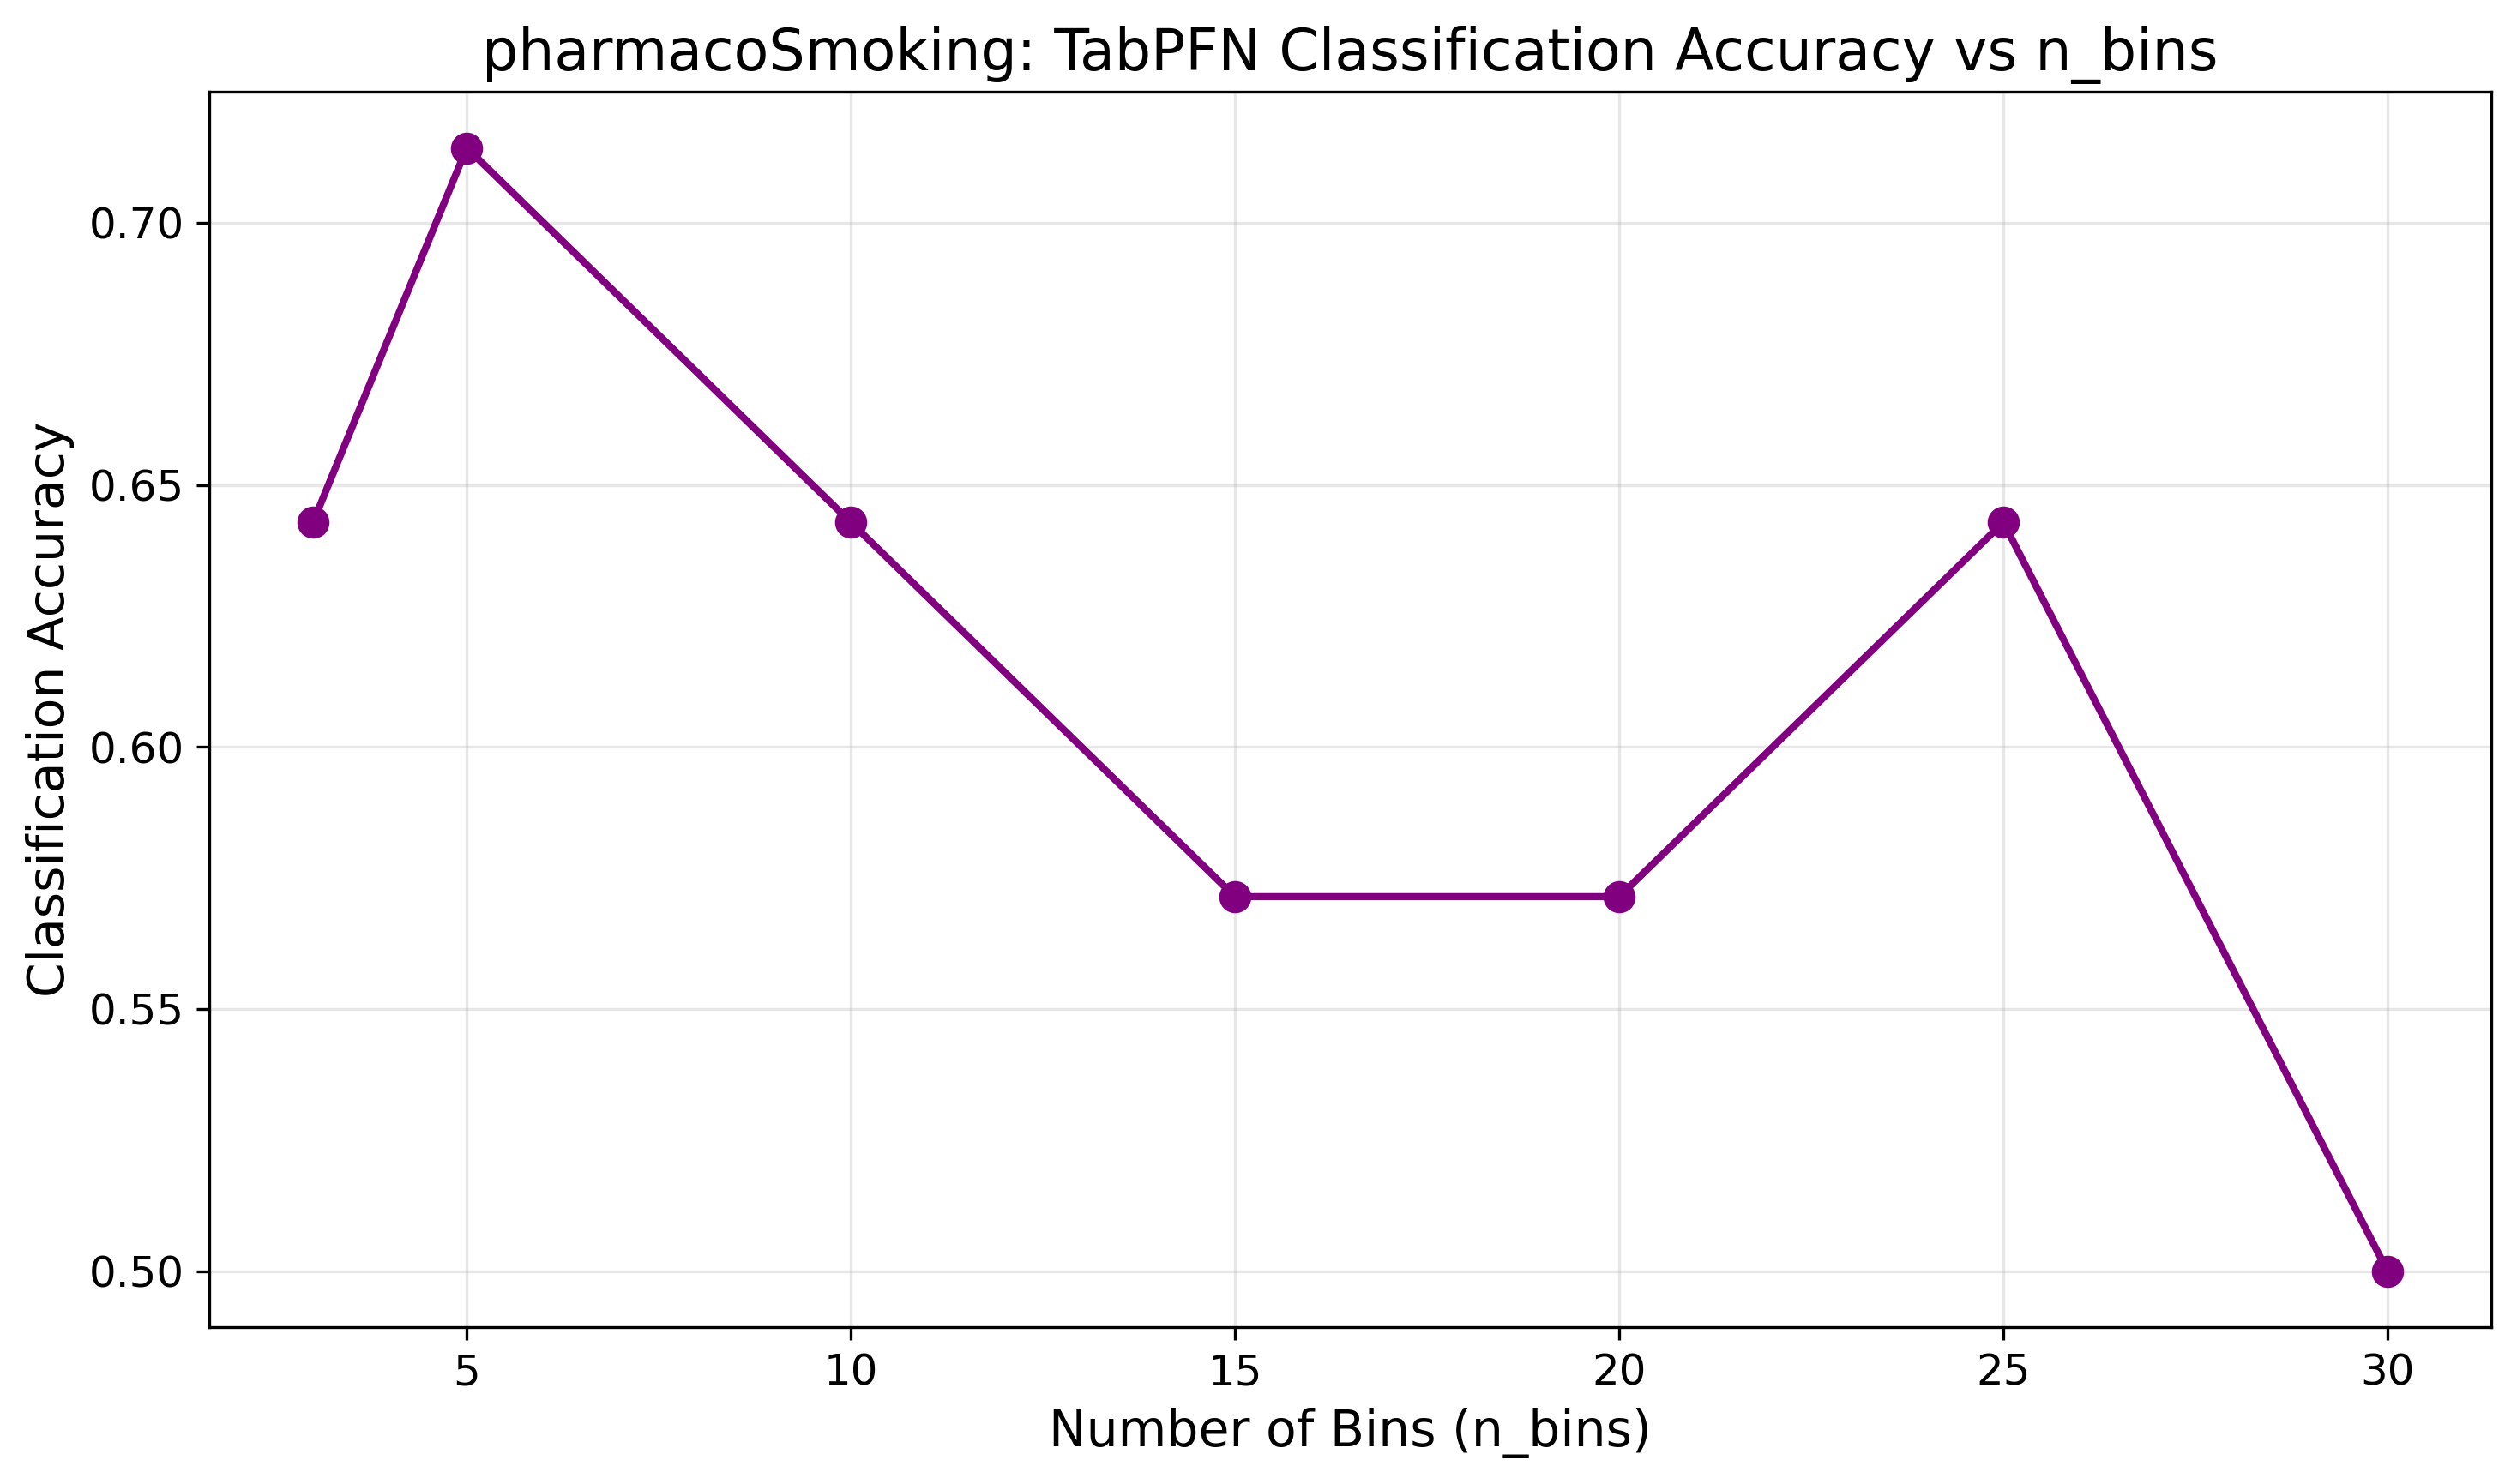 pharmacoSmoking: TabPFN Classification Accuracy vs n_bins
Classification Accuracy
0.70
0.65
0.60
0.55
0.50
5 10 15 20 25 30
Number of Bins (n_bins)